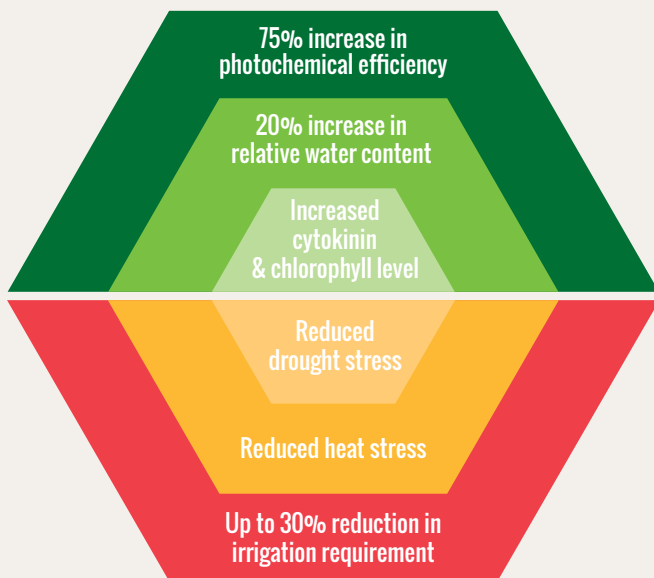 75% increase in
photochemical efficiency
20% increase in
relative water content
Increased
cytokinin
& chlorophyll level
Reduced
drought stress
Reduced heat stress
Up to 30% reduction in
irrigation requirement